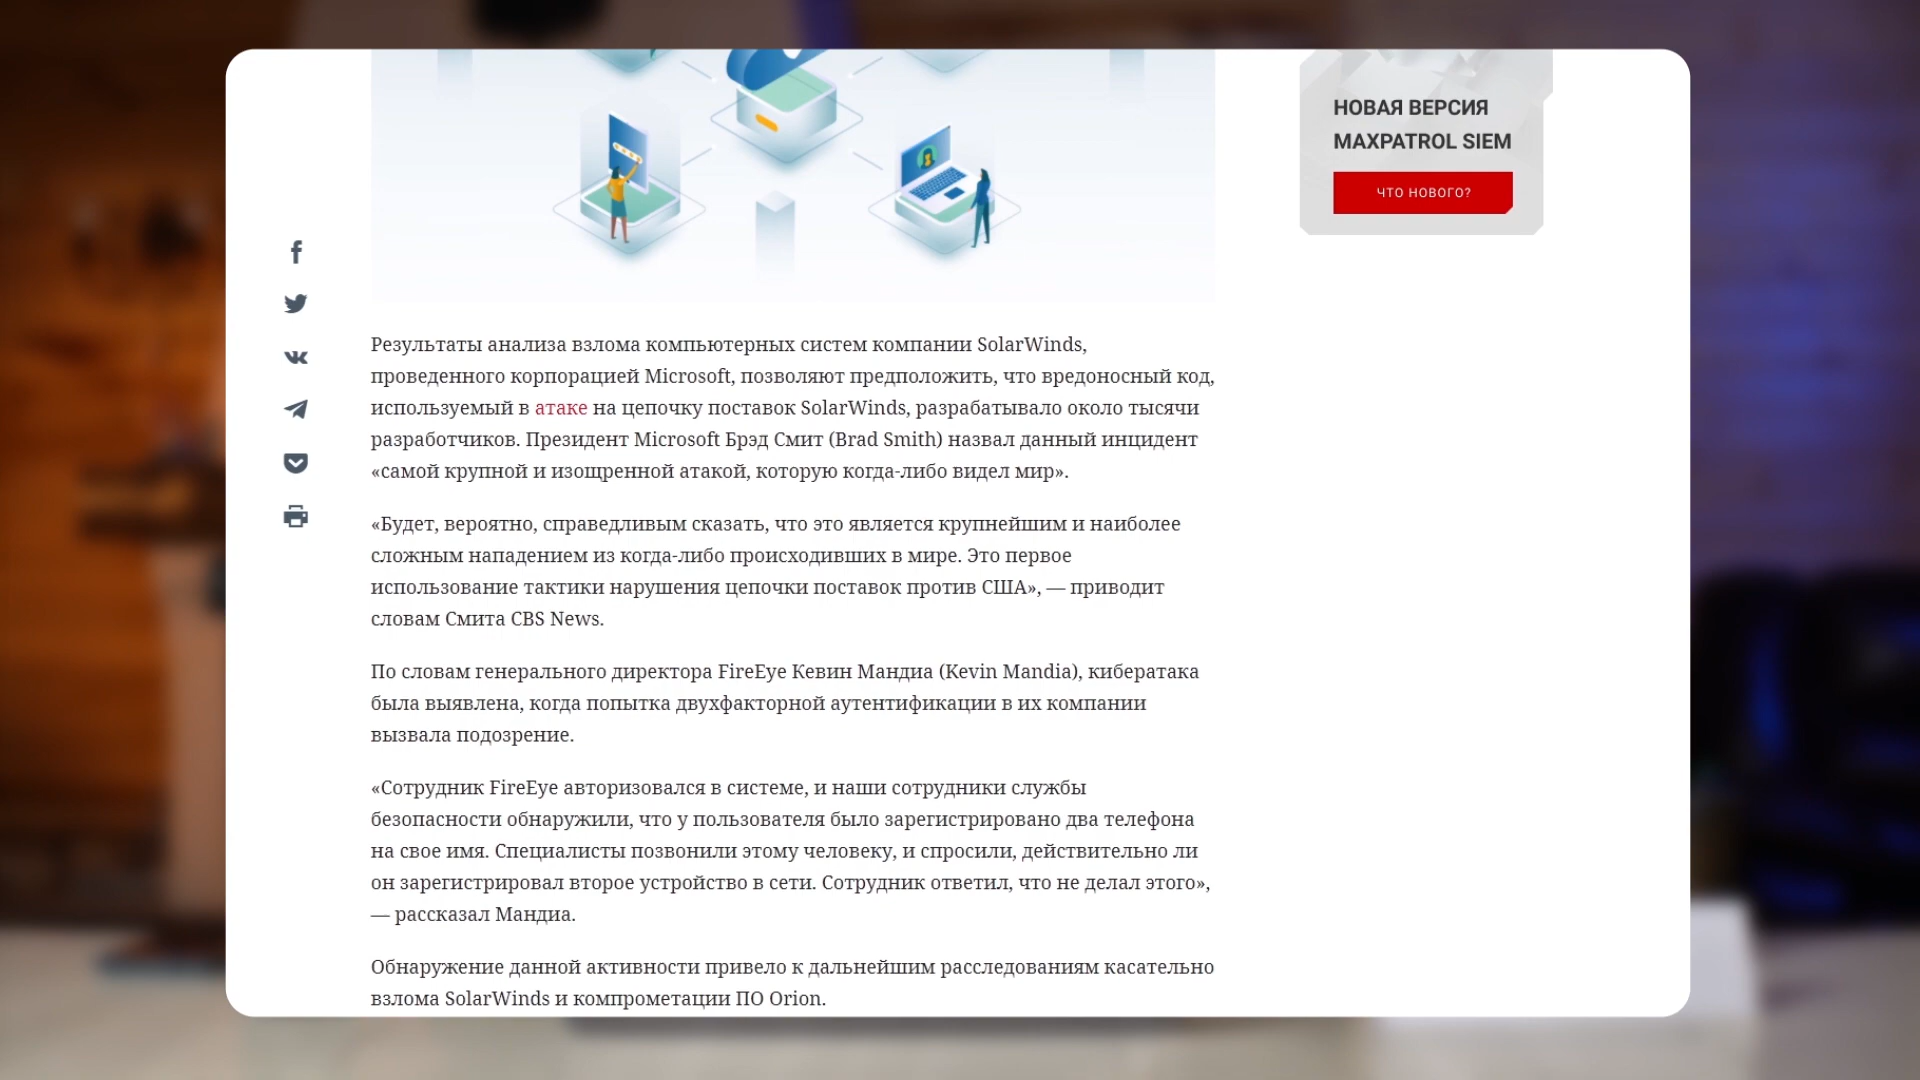 НОВАЯ ВЕРСИЯ
MAXPATROL SIEM
ЧТО НОВОГО?
Результаты анализа взлома компьютерных систем компании SolarWinds,
проведенного корпорацией Microsoft, позволяют предположить, что вредоносный код,
используемый в атаке на цепочку поставок SolarWinds, разрабатывало около тысячи
разработчиков. Президент Microsoft Брэд Смит (Brad Smith) назвал данный инцидент
«самой крупной и изощренной атакой, которую когда-либо видел мир».
«Будет, вероятно, справедливым сказать, что это является крупнейшим и наиболее
сложным нападением из когда-либо происходивших в мире. Это первое
использование тактики нарушения цепочки поставок против США», — приводит
словам Смита CBS News.
По словам генерального директора FireEye Кевин Мандиа (Kevin Mandia), кибератака
была выявлена, когда попытка двухфакторной аутентификации в их компании
вызвала подозрение.
«Сотрудник FireEye авторизовался в системе, и наши сотрудники службы
безопасности обнаружили, что у пользователя было зарегистрировано два телефона
на свое имя. Специалисты позвонили этому человеку, и спросили, действительно ли
он зарегистрировал второе устройство в сети. Сотрудник ответил, что не делал этого»,
— рассказал Мандиа.
Обнаружение данной активности привело к дальнейшим расследованиям касательно
взлома SolarWinds и компрометации ПО Orion.